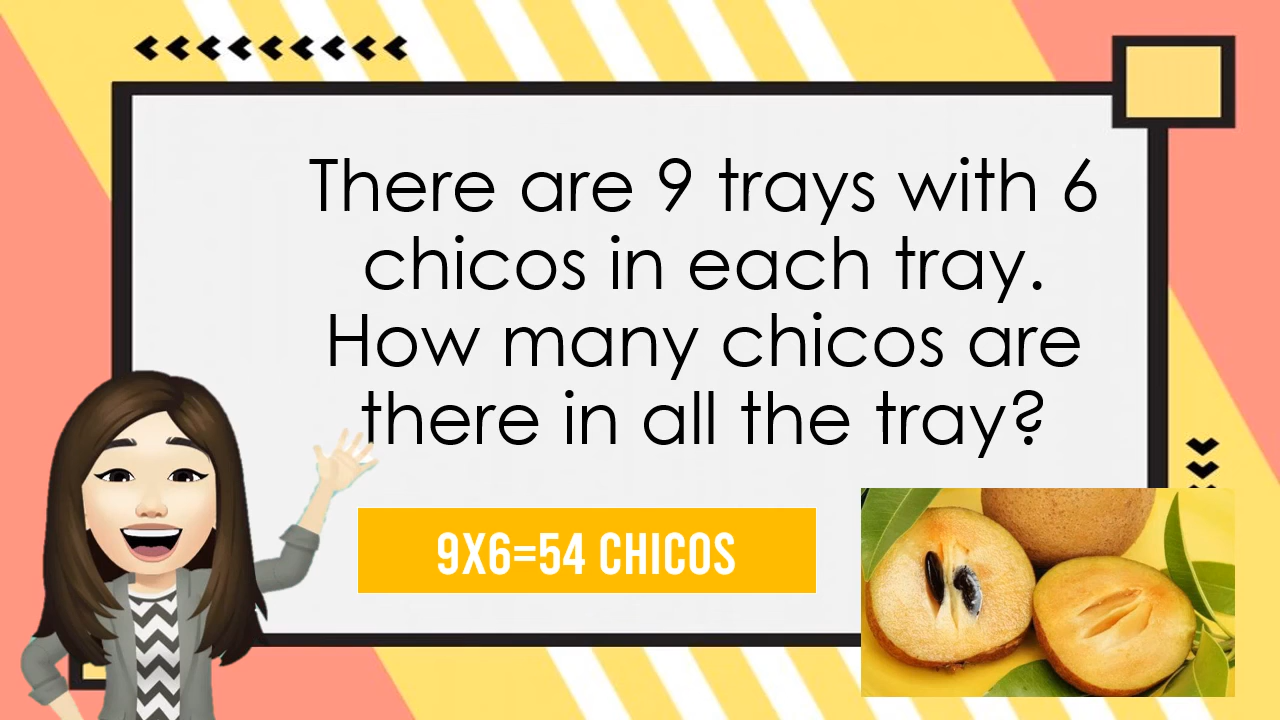 There are 9 trays with 6
chicos in each tray.
How many chicos are
there in all the tray?
9X6=54 CHICOS